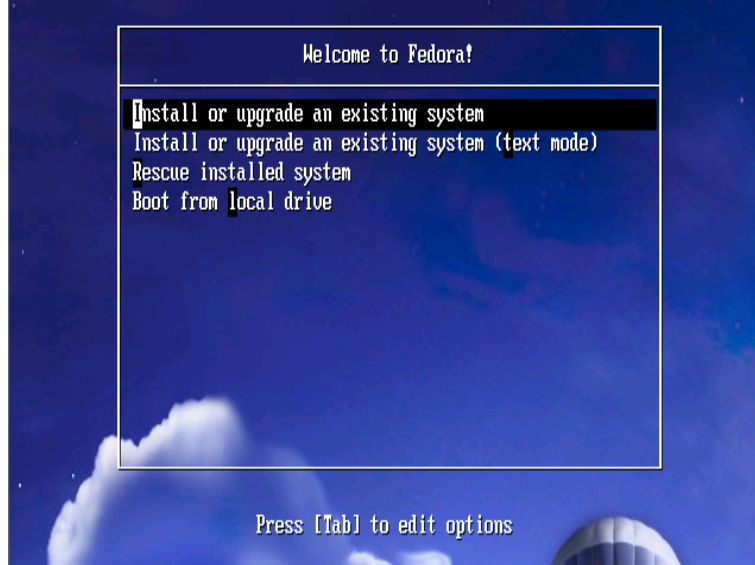 Welcome to Fedora!
Install or upgrade an existing system
Install or upgrade an existing system (text mode)
Rescue installed system
Boot from local drive
Press [Tab] to edit options